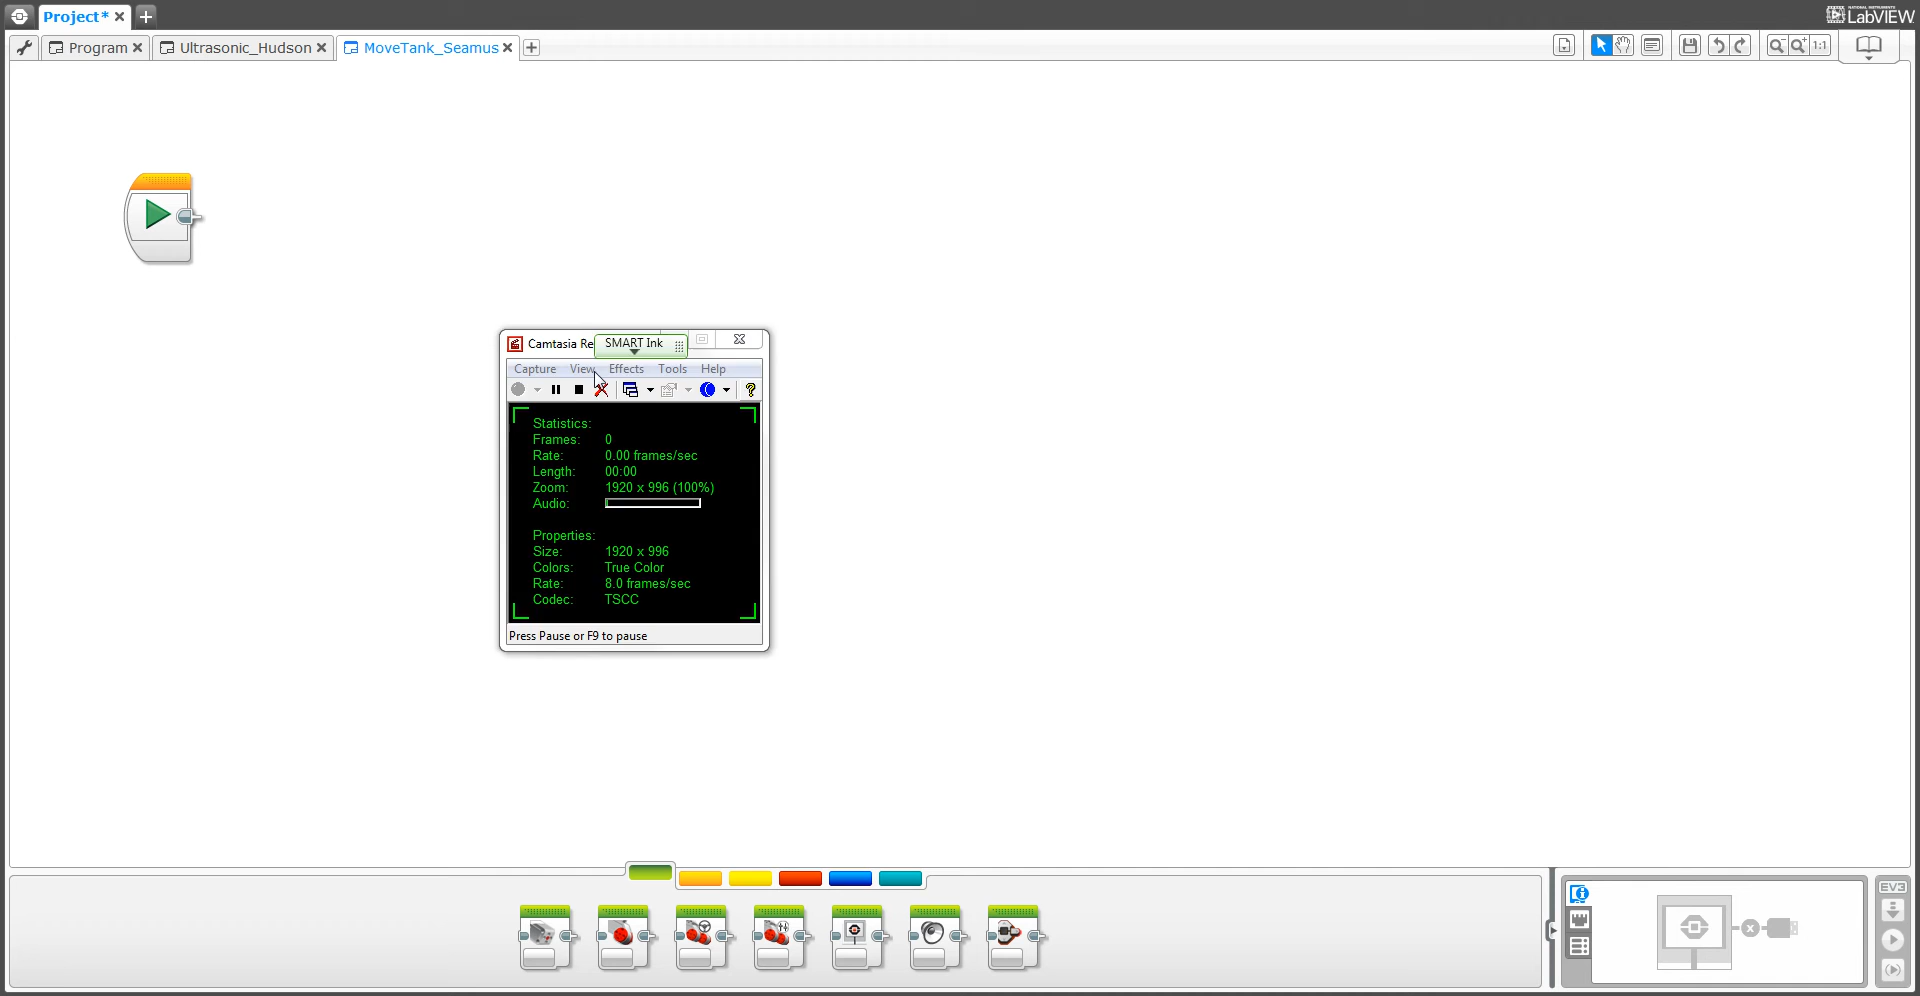 Project*
NATIONAL INSTRUMENTS
LabVIEW
Program
Ultrasonic_Hudson
MoveTank_Seamus
1:1
Camtasia Re
SMART Ink
Capture View Effects Tools Help
Statistics:
Frames: 0
Rate: 0.00 frames/sec
Length: 00:00
Zoom: 1920 x 996 (100%)
Audio:
Properties:
Size: 1920 x 996
Colors: True Color
Rate: 8.0 frames/sec
Codec: TSCC
Press Pause or F9 to pause
EV3